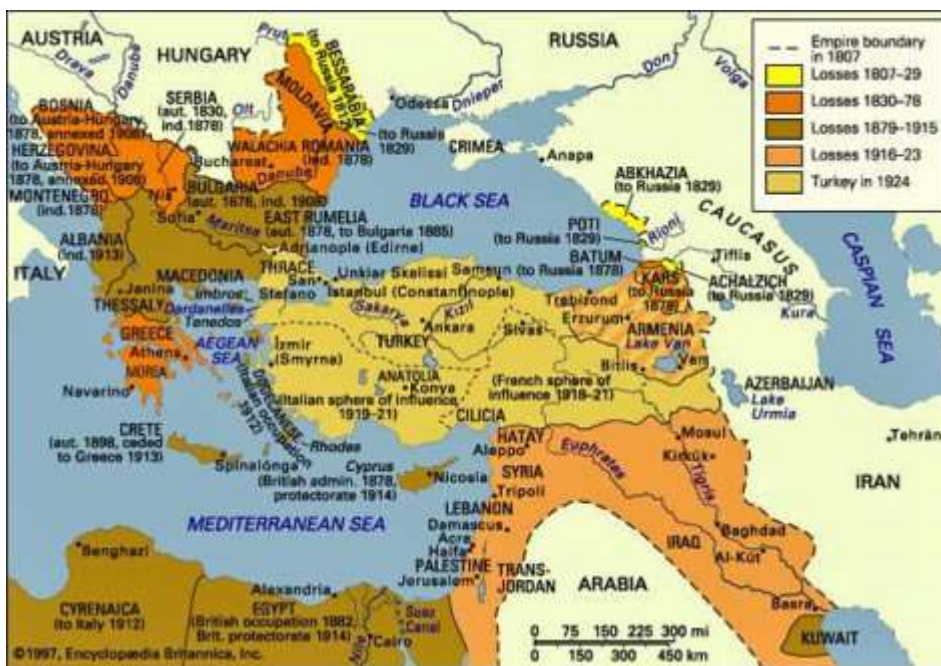 AUSTRIA
HUNGARY
RUSSIA
Drava
Danube
Prut
BESSARABIA
(to Russia 1812)
MOLDAVIA
Olt
Odessa
Dnieper
Don
Volga
BOSNIA
(to Austria-Hungary
1878, annexed 1908)
HERZEGOVINA
(to Austria-Hungary
1878, annexed 1908)
MONTENEGRO
(ind.1878)
SERBIA
(aut. 1830,
ind.1878)
WALACHIA
ROMANIA
(ind. 1878)
Bucharest
Danube
(to Russia
1829)
CRIMEA
Anapa
Niš
BULGARIA
(aut. 1878, ind. 1908)
Sofia
Maritsa
EAST RUMELIA
(aut. 1878, to Bulgaria 1885)
BLACK SEA
ABKHAZIA
(to Russia 1829)
CAUCASUS
POTI
(to Russia 1829)
Rioni
BATUM
(to Russia 1878)
Tiflis
KARS
(to Russia
1878)
ACHALZICH
(to Russia 1829)
Kura
CASPIAN SEA
ALBANIA
(ind.1913)
ITALY
Adrianople (Edirne)
MACEDONIA
THRACE
San
Stefano
Unkiar Skelissi
Istanbul (Constantinople)
Samsun
Janina
THESSALY
Imbros
Dardanelles
Tenedos
Sakarya
Kizil
Ankara
TURKEY
Sivas
Trebizond
Erzurum
ARMENIA
Lake Van
Van
Bitlis
GREECE
Athens
MOREA
Navarino
AEGEAN
SEA
İzmir
(Smyrna)
ANATOLIA
Konya
(Italian sphere of influence
1919–21)
(French sphere of
influence 1918–21)
CILICIA
AZERBAIJAN
Lake
Urmia
Tehrān
IRAN
DODECANESE
(Italian occupation
1912)
Rhodes
CRETE
(aut. 1898, ceded
to Greece 1913)
Spinalónga
Cyprus
(British admin. 1878,
protectorate 1914)
Nicosia
HATAY
Aleppo
SYRIA
Tripoli
LEBANON
Damascus
Acre
Haifa
PALESTINE
Jerusalem
TRANS-
JORDAN
Euphrates
Mosul
Kirkūk
Tigris
Baghdad
IRAQ
Al-Kūt
Basra
KUWAIT
ARABIA
MEDITERRANEAN SEA
Benghazi
CYRENAICA
(to Italy 1912)
Alexandria
EGYPT
(British occupation 1882,
Brit. protectorate 1914)
Suez
Canal
Nile
Cairo
0 75 150 225 300 mi
0 150 300 450 km
©1997, Encyclopædia Britannica, Inc.
Empire boundary
in 1807
Losses 1807–29
Losses 1830–78
Losses 1879–1915
Losses 1916–23
Turkey in 1924